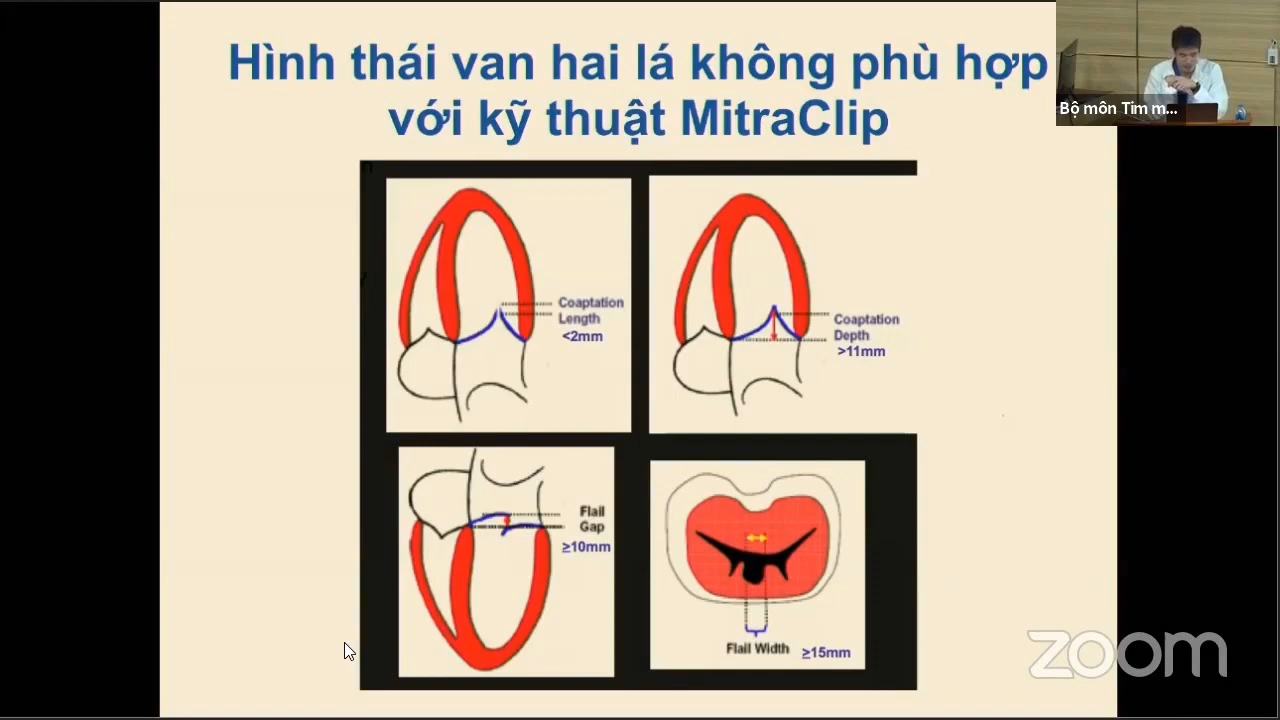 Hình thái van hai lá không phù hợp
với kỹ thuật MitraClip
Bộ môn Tim m...
Coaptation
Length
<2mm
Coaptation
Depth
>11mm
Flail
Gap
≥10mm
Flail Width ≥15mm
zoom